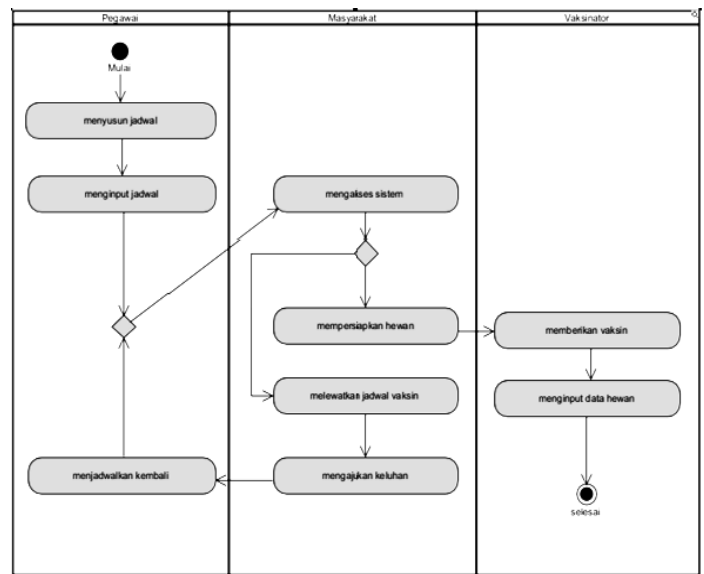 Pegawai
Masyarakat
Vaksinator
Mulai
menyusun jadwal
menginput jadwal
mengakses sistem
mempersiapkan hewan
memberikan vaksin
melewatkan jadwal vaksin
menginput data hewan
menjadwalkan kembali
mengajukan keluhan
selesai